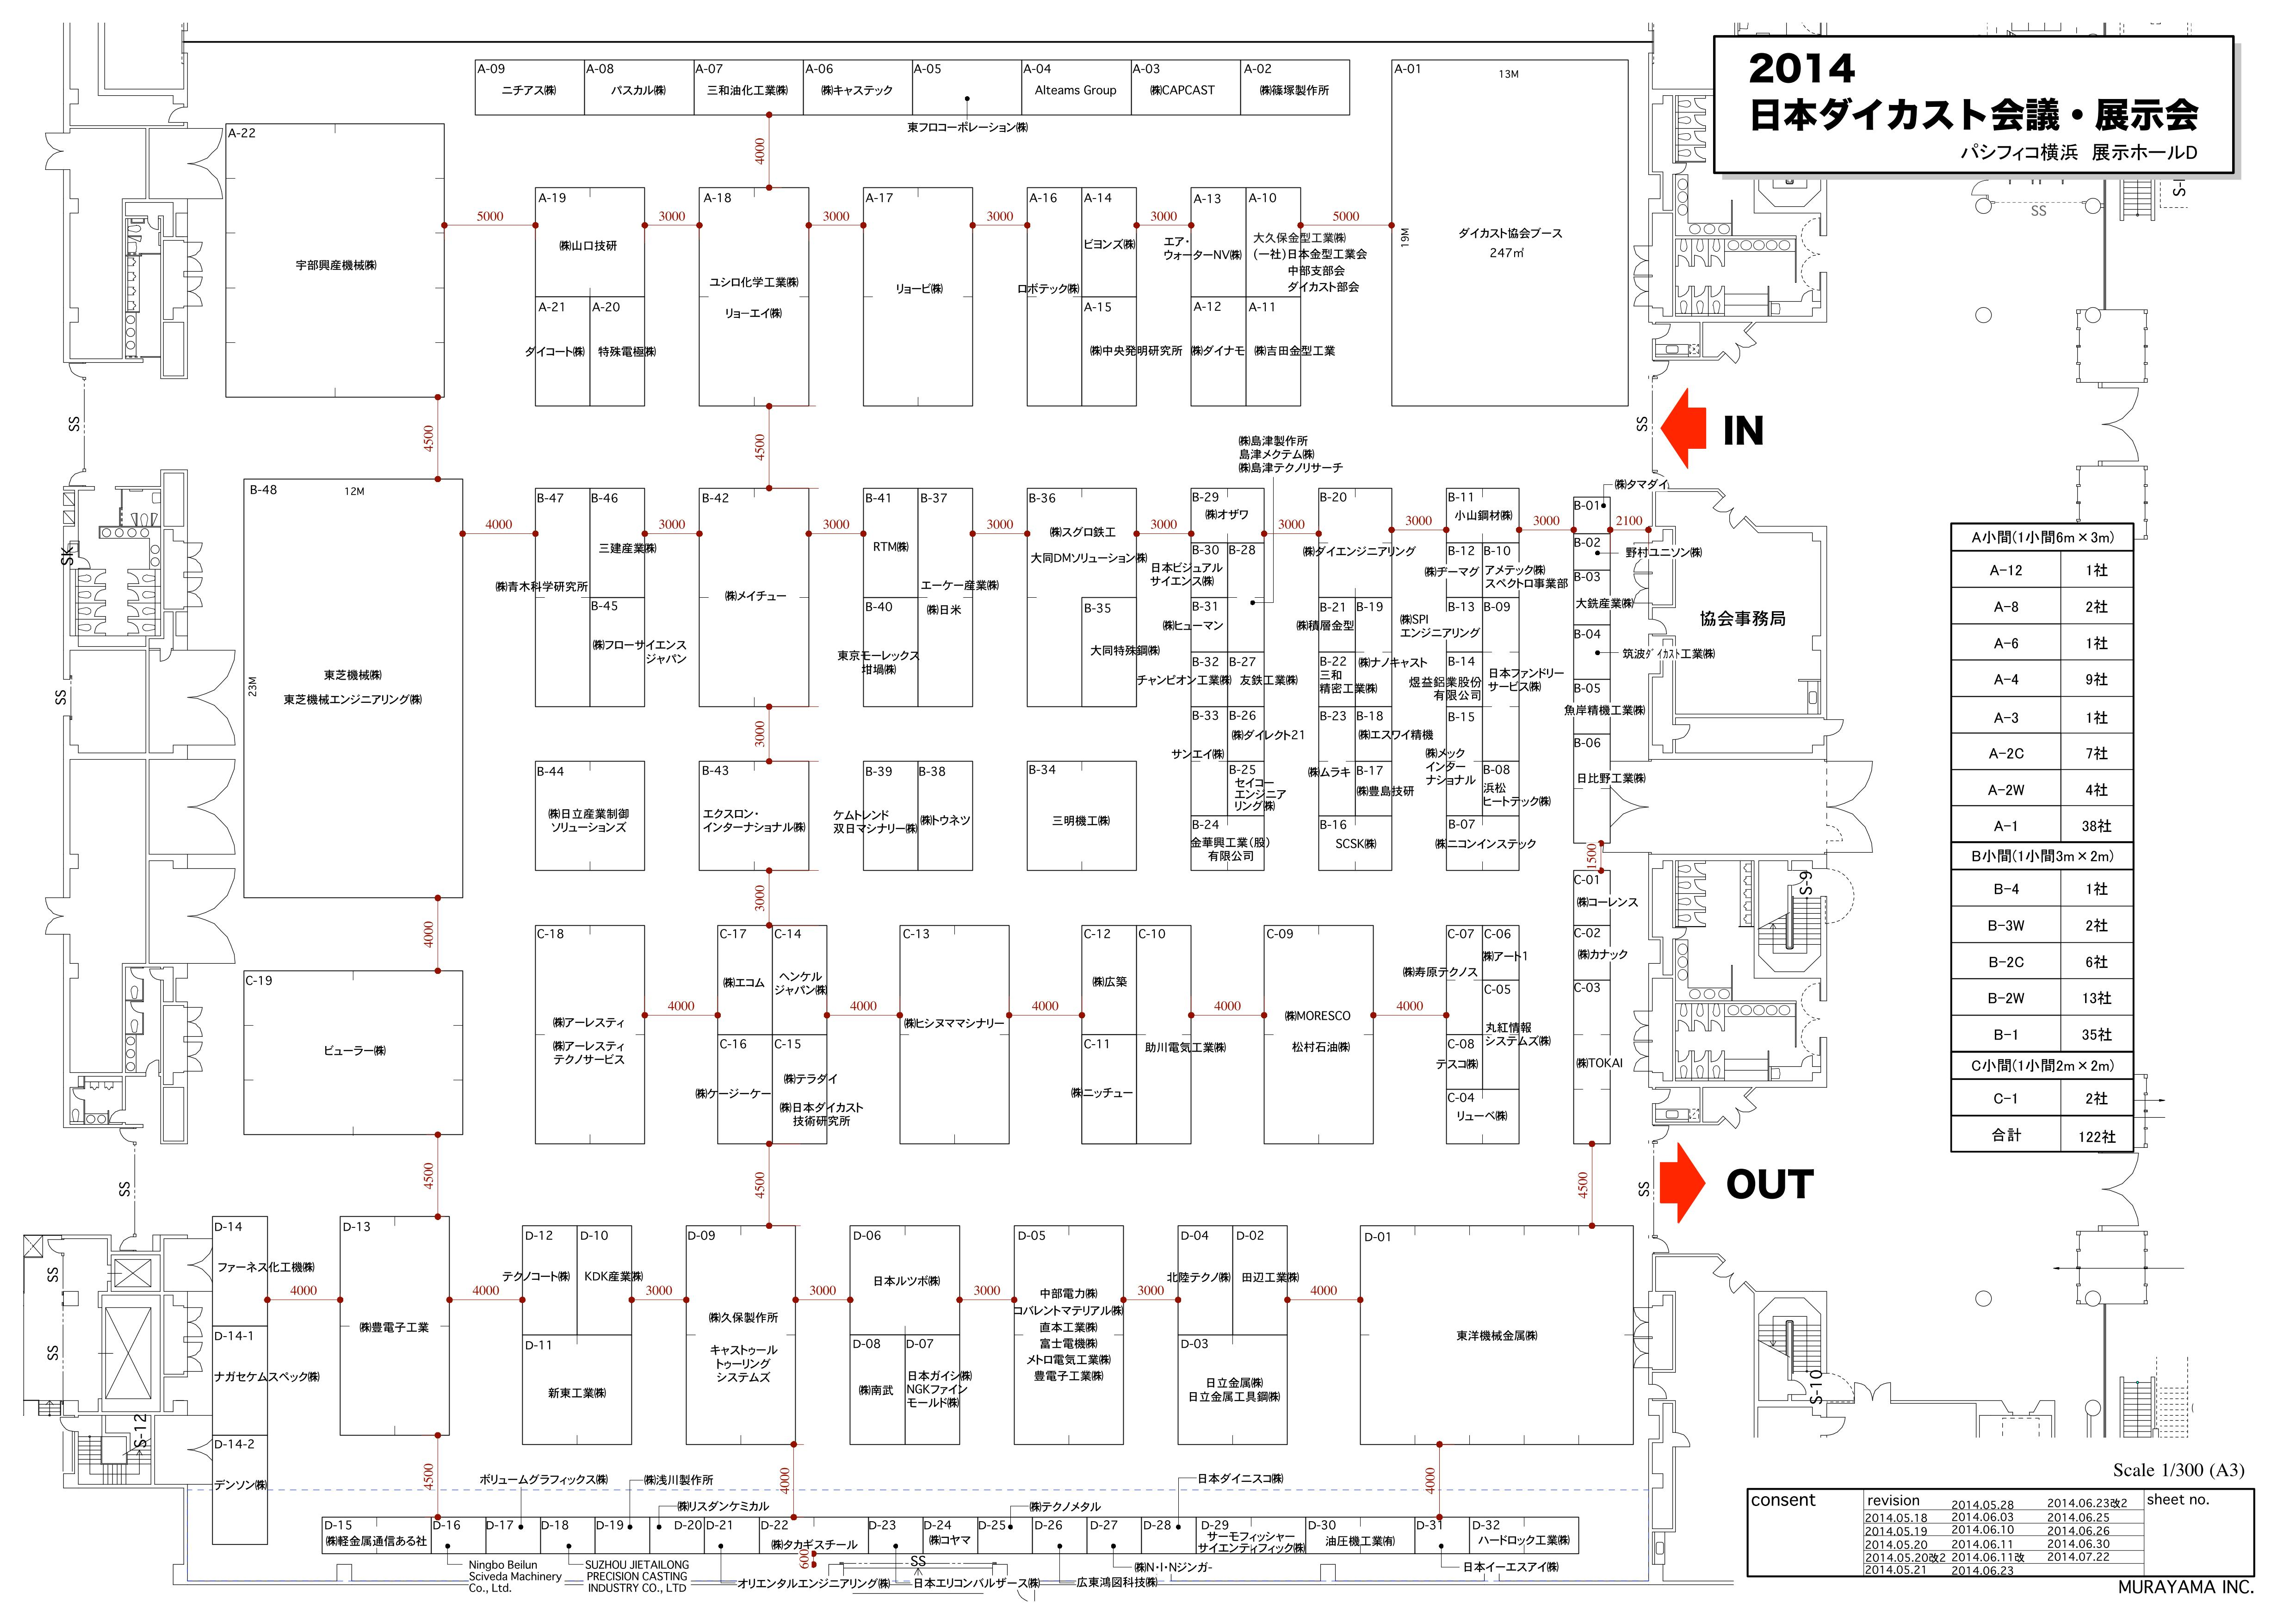 2014
日本ダイカスト会議・展示会
パシフィコ横浜 展示ホールD
A-09
ニチアス㈱
A-08
パスカル㈱
A-07
三和油化工業㈱
A-06
㈱キャステック
A-05
東フロコーポレーション㈱
A-04
Alteams Group
A-03
㈱CAPCAST
A-02
㈱篠塚製作所
A-01
13M
19M
ダイカスト協会ブース
247㎡
4000
A-22
宇部興産機械㈱
5000
A-19
㈱山口技研
A-21
ダイコート㈱
A-20
特殊電極㈱
3000
A-18
ユシロ化学工業㈱
リョーエイ㈱
3000
A-17
リョービ㈱
3000
A-16
ロボテック㈱
A-14
ビヨンズ㈱
A-15
㈱中央発明研究所
3000
A-13
エア・
ウォーターNV㈱
A-10
大久保金型工業㈱
(一社)日本金型工業会
中部支部会
ダイカスト部会
A-12
㈱ダイナモ
A-11
㈱吉田金型工業
5000
SS
SS
IN
4500
4500
B-48
12M
23M
東芝機械㈱
東芝機械エンジニアリング㈱
4000
B-47
㈱青木科学研究所
B-46
三建産業㈱
B-45
㈱フローサイエンス
ジャパン
3000
B-42
㈱メイチュー
3000
B-41
RTM㈱
B-37
エーケー産業㈱
㈱日米
B-40
東京モーレックス
坩堝㈱
3000
B-36
㈱スグロ鉄工
大同DMソリューション㈱
B-35
大同特殊鋼㈱
3000
㈱島津製作所
島津メクテム㈱
㈱島津テクノリサーチ
B-29
㈱オザワ
B-30
日本ビジュアル
サイエンス㈱
B-28
B-31
㈱ヒューマン
B-32
チャンピオン工業㈱
B-27
友鉄工業㈱
B-33
サンエイ㈱
B-26
㈱ダイレクト21
B-25
セイコー
エンジニア
リング㈱
B-24
金華興工業(股)
有限公司
3000
B-20
㈱ダイエンジニアリング
B-21
㈱積層金型
B-19
㈱SPI
エンジニアリング
B-22
三和
精密工業㈱
㈱ナノキャスト
B-23
㈱ムラキ
B-18
㈱エスワイ精機
B-17
㈱豊島技研
B-16
SCSK㈱
3000
B-11
小山鋼材㈱
B-12
㈱ヂーマグ
B-10
アメテック㈱
スペクトロ事業部
B-13
B-09
日本ファンドリー
サービス㈱
B-14
煜益鋁業股份
有限公司
B-15
㈱メック
インター
ナショナル
B-08
浜松
ヒートテック㈱
B-07
㈱ニコンインステック
3000
2100
㈱タマダイ
B-01
B-02
野村ユニソン㈱
B-03
大銑産業㈱
B-04
筑波ﾀﾞｲｶｽﾄ工業㈱
B-05
魚岸精機工業㈱
B-06
日比野工業㈱
協会事務局
1500
3000
B-44
㈱日立産業制御
ソリューションズ
B-43
エクスロン・
インターナショナル㈱
B-39
ケムトレンド
双日マシナリー㈱
B-38
㈱トウネツ
B-34
三明機工㈱
3000
4000
C-19
ビューラー㈱
C-18
㈱アーレスティ
㈱アーレスティ
テクノサービス
4000
C-17
㈱エコム
C-14
ヘンケル
ジャパン㈱
C-16
㈱ケージーケー
C-15
㈱テラダイ
㈱日本ダイカスト
技術研究所
4000
C-13
㈱ヒシヌママシナリー
4000
C-12
㈱広築
C-10
助川電気工業㈱
C-11
㈱ニッチュー
4000
C-09
㈱MORESCO
松村石油㈱
4000
C-07
㈱寿原テクノス
C-06
㈱アート1
C-05
丸紅情報
システムズ㈱
C-08
テスコ㈱
C-04
リューベ㈱
C-01
㈱コーレンス
C-02
㈱カナック
C-03
㈱TOKAI
4500
4500
4500
SS
SS
OUT
D-14
ファーネス化工機㈱
D-14-1
ナガセケムスペック㈱
D-14-2
デンソン㈱
4000
D-13
㈱豊電子工業
4000
D-12
テクノコート㈱
D-10
KDK産業㈱
D-11
新東工業㈱
3000
D-09
㈱久保製作所
キャストゥール
トゥーリング
システムズ
3000
D-06
日本ルツボ㈱
D-08
㈱南武
D-07
日本ガイシ㈱
NGKファイン
モールド㈱
3000
D-05
中部電力㈱
コバレントマテリアル㈱
直本工業㈱
富士電機㈱
メトロ電気工業㈱
豊電子工業㈱
3000
D-04
北陸テクノ㈱
D-02
田辺工業㈱
D-03
日立金属㈱
日立金属工具鋼㈱
4000
D-01
東洋機械金属㈱
4500
4000
4000
D-15
㈱軽金属通信ある社
D-16
Ningbo Beilun
Sciveda Machinery
Co., Ltd.
D-17
ボリュームグラフィックス㈱
D-18
SUZHOU JIETAILONG
PRECISION CASTING
INDUSTRY CO., LTD
D-19
㈱浅川製作所
D-20
㈱リスダンケミカル
D-21
オリエンタルエンジニアリング㈱
D-22
㈱タカギスチール
600
D-23
日本エリコンバルザース㈱
D-24
㈱コヤマ
D-25
㈱テクノメタル
D-26
広東鴻図科技㈱
D-27
㈱N・I・Nジンガー
D-28
日本ダイニスコ㈱
D-29
サーモフィッシャー
サイエンティフィック㈱
D-30
油圧機工業㈲
D-31
日本イーエスアイ㈱
D-32
ハードロック工業㈱
SS
SS
SS
SS
SS
SK
S-9
S-10
S-12
A小間(1小間6m×3m)
A-12 1社
A-8 2社
A-6 1社
A-4 9社
A-3 1社
A-2C 7社
A-2W 4社
A-1 38社
B小間(1小間3m×2m)
B-4 1社
B-3W 2社
B-2C 6社
B-2W 13社
B-1 35社
C小間(1小間2m×2m)
C-1 2社
合計 122社
Scale 1/300 (A3)
consent
revision 2014.05.28 2014.06.23改2
2014.05.18 2014.06.03 2014.06.25
2014.05.19 2014.06.10 2014.06.26
2014.05.20 2014.06.11 2014.06.30
2014.05.20改2 2014.06.11改 2014.07.22
2014.05.21 2014.06.23
sheet no.
MURAYAMA INC.